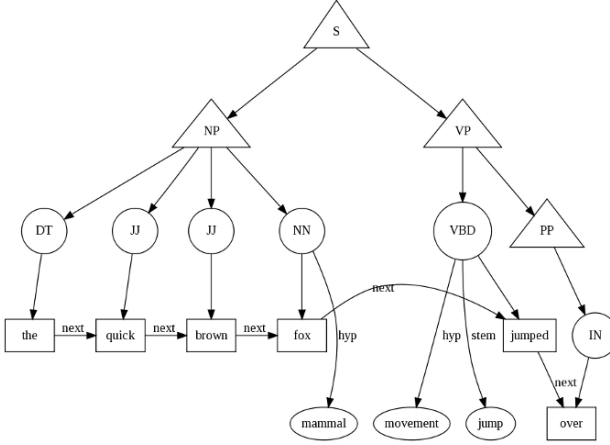 S
NP VP
DT JJ JJ NN VBD PP
next
the next quick next brown next fox hyp hyp stem jumped IN
next
mammal movement jump over